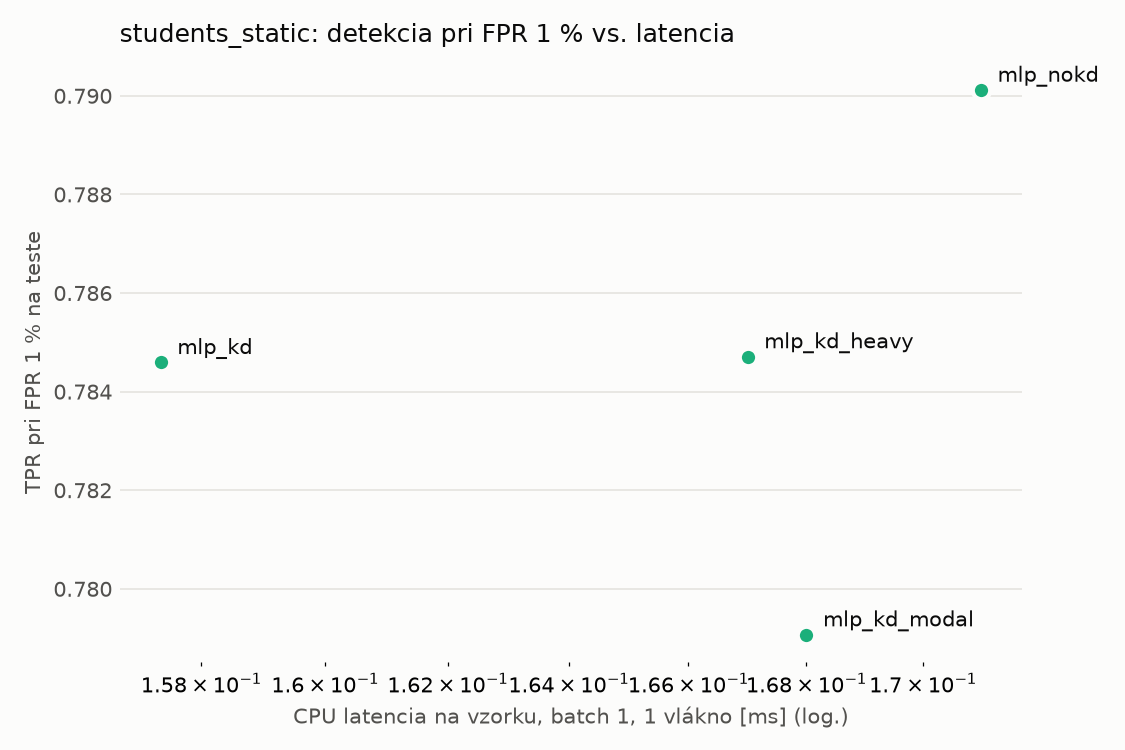 students_static: detekcia pri FPR 1 % vs. latencia
mlp_nokd
0.790
0.788
0.786
mlp_kd_heavy
mlp_kd
0.784
0.782
0.780
mlp_kd_modal
TPR pri FPR 1 % na teste
1.58 × 10⁻¹ 1.6 × 10⁻¹ 1.62 × 10⁻¹ 1.64 × 10⁻¹ 1.66 × 10⁻¹ 1.68 × 10⁻¹ 1.7 × 10⁻¹
CPU latencia na vzorku, batch 1, 1 vlákno [ms] (log.)